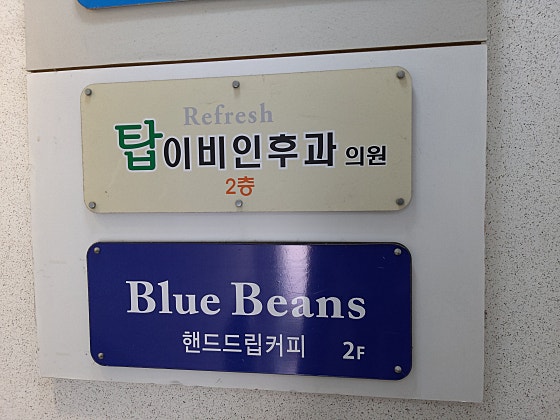 Refresh
탑이비인후과 의원
2층
Blue Beans
핸드드립커피 2F